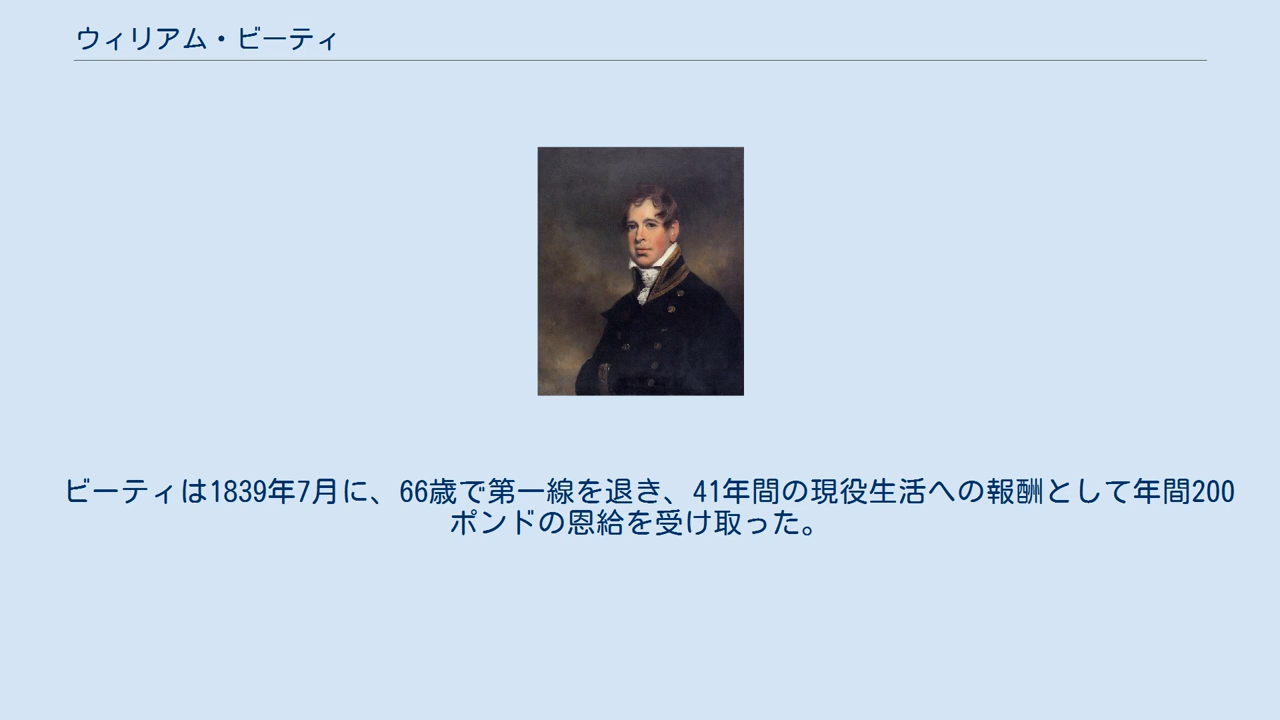 ウィリアム・ビーティ
ビーティは1839年7月に、66歳で第一線を退き、41年間の現役生活への報酬として年間200
ポンドの恩給を受け取った。